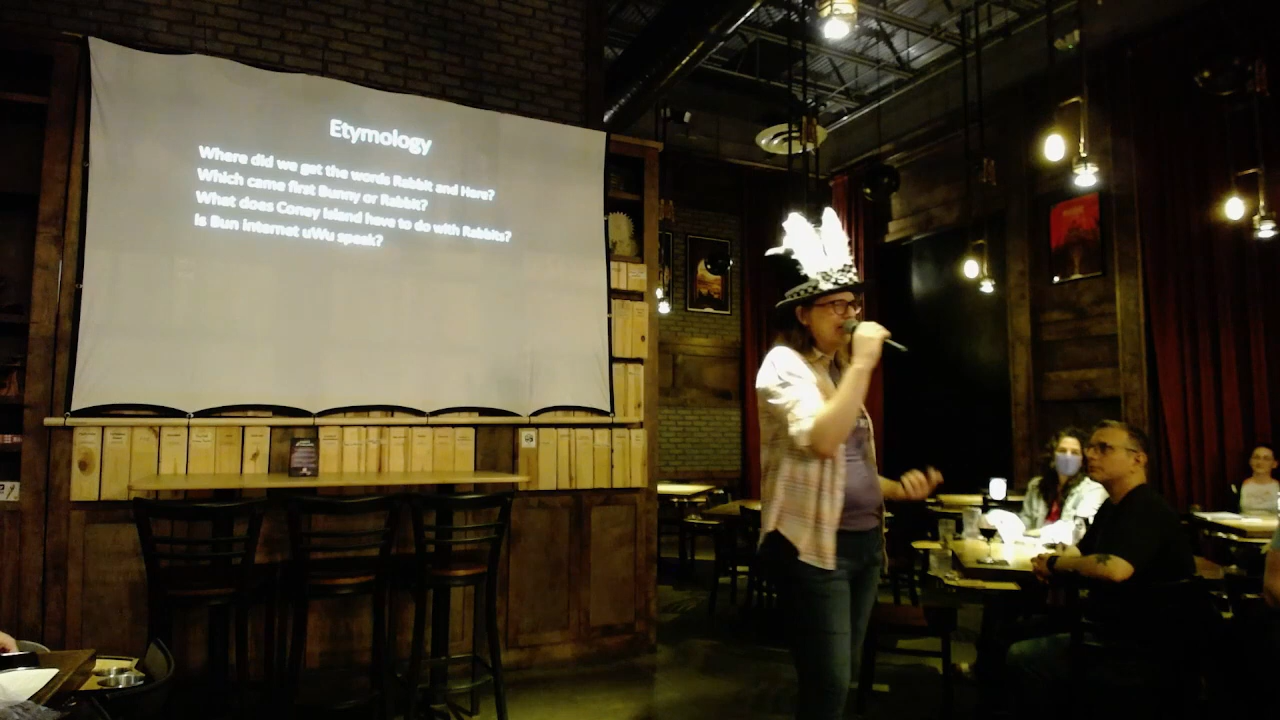 Etymology
Where did we get the words Rabbit and Hare?
Which came first Bunny or Rabbit?
What does Coney Island have to do with Rabbits?
Is Bun internet uWu speak?